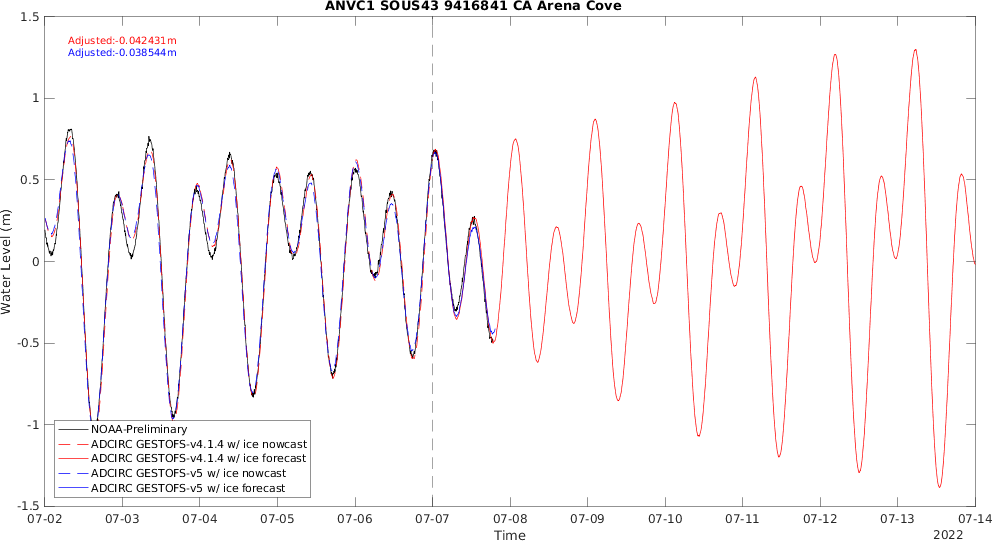 ANVC1 SOUS43 9416841 CA Arena Cove
Adjusted:-0.042431m
Adjusted:-0.038544m
Water Level (m)
1.5
1
0.5
0
-0.5
-1
-1.5
NOAA-Preliminary
ADCIRC GESTOFS-v4.1.4 w/ ice nowcast
ADCIRC GESTOFS-v4.1.4 w/ ice forecast
ADCIRC GESTOFS-v5 w/ ice nowcast
ADCIRC GESTOFS-v5 w/ ice forecast
07-02 07-03 07-04 07-05 07-06 07-07 07-08 07-09 07-10 07-11 07-12 07-13 07-14
Time
2022